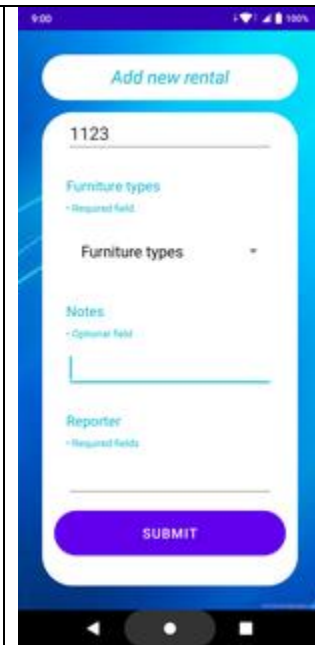 9:00
100%
Add new rental
1123
Furniture types
• Required field
Furniture types
Notes
• Optional field
Reporter
• Required fields
SUBMIT